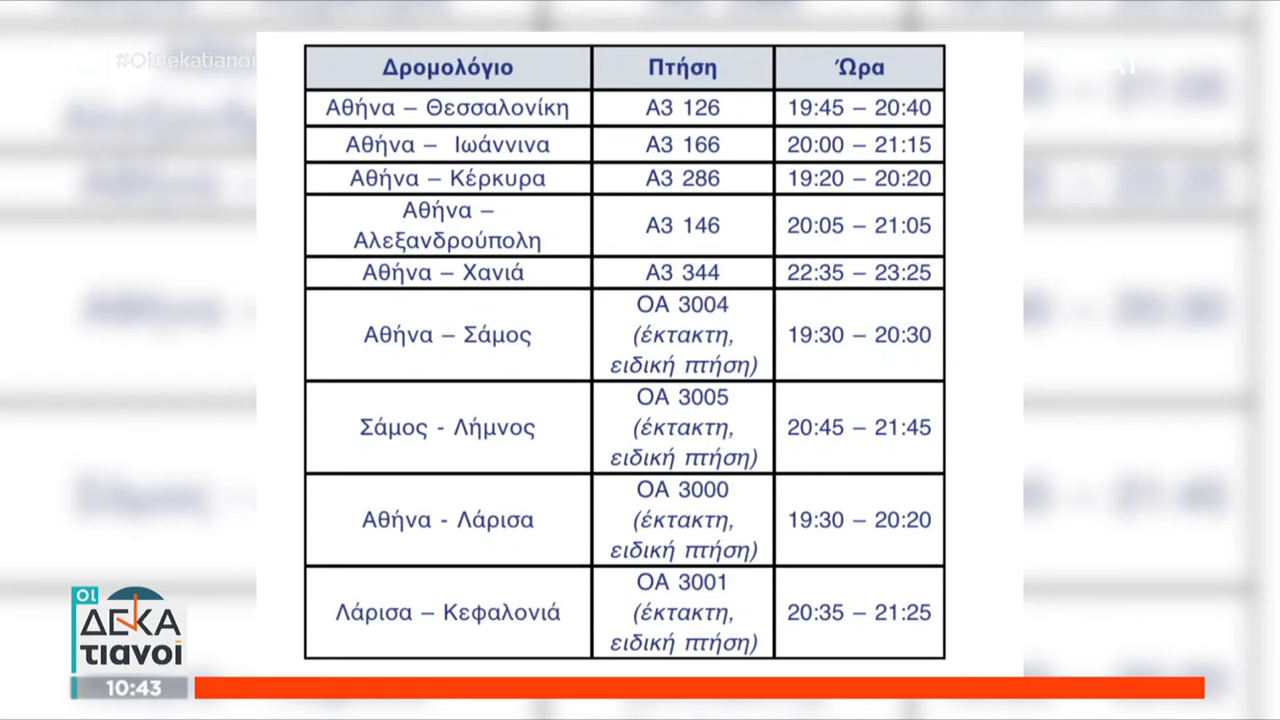 #OiDekatianoi
Δρομολόγιο Πτήση Ώρα
Αθήνα – Θεσσαλονίκη A3 126 19:45 – 20:40
Αθήνα – Ιωάννινα A3 166 20:00 – 21:15
Αθήνα – Κέρκυρα A3 286 19:20 – 20:20
Αθήνα –
Αλεξανδρούπολη A3 146 20:05 – 21:05
Αθήνα – Χανιά A3 344 22:35 – 23:25
Αθήνα – Σάμος OA 3004
(έκτακτη,
ειδική πτήση) 19:30 – 20:30
Σάμος - Λήμνος OA 3005
(έκτακτη,
ειδική πτήση) 20:45 – 21:45
Αθήνα - Λάρισα OA 3000
(έκτακτη,
ειδική πτήση) 19:30 – 20:20
Λάρισα – Κεφαλονιά OA 3001
(έκτακτη,
ειδική πτήση) 20:35 – 21:25
ΟΙ
ΔΕΚΑ
τιανοί
10:43